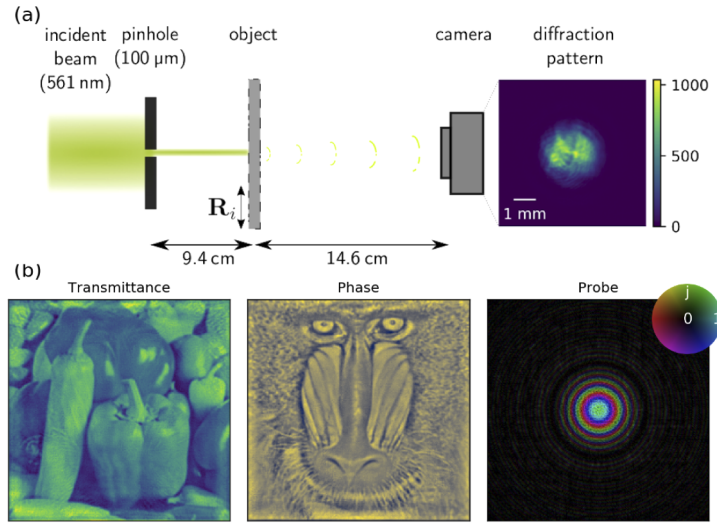 (a)
incident
beam
(561 nm)
pinhole
(100 µm)
object
camera
diffraction
pattern
1000
500
0
1 mm
Rᵢ
9.4 cm
14.6 cm
(b)
Transmittance
Phase
Probe
j
0
1